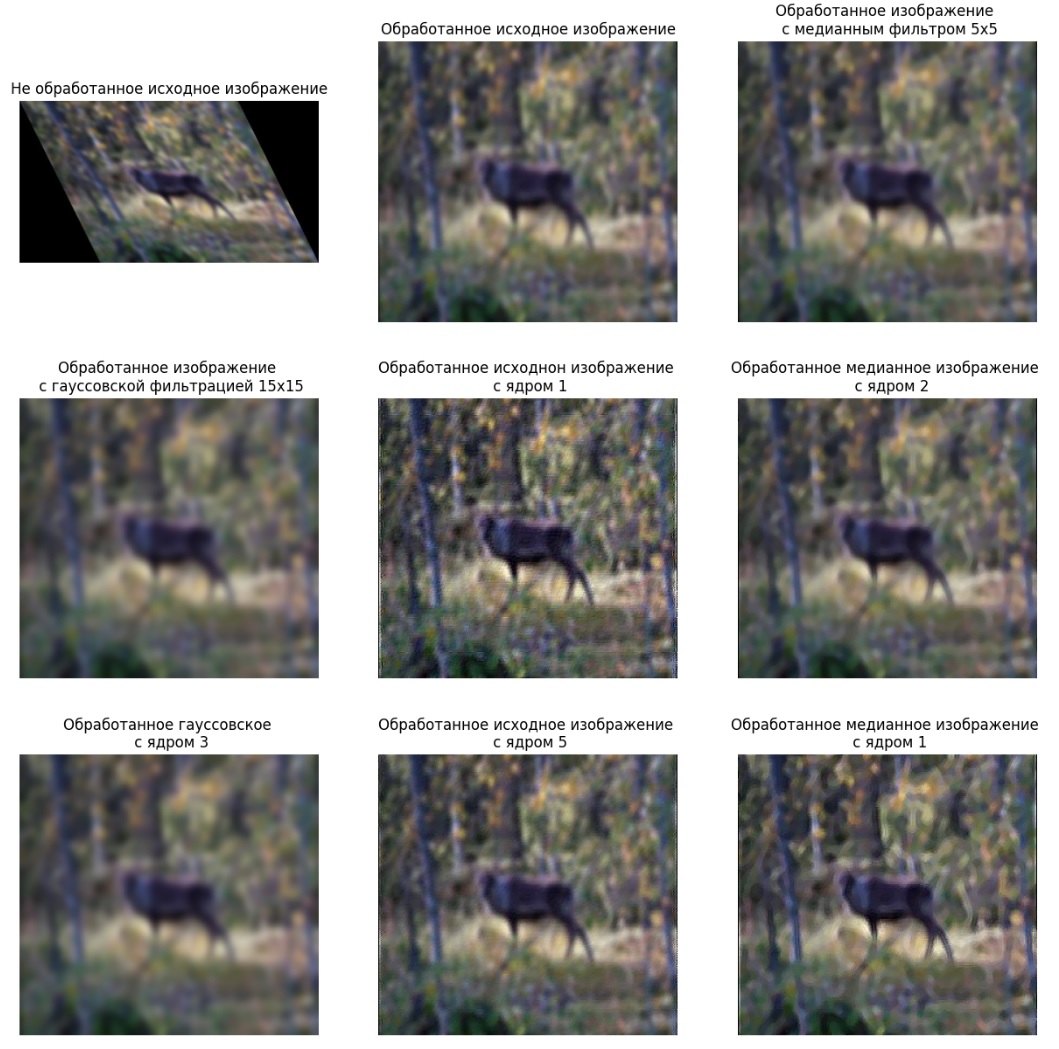 Не обработанное исходное изображение
Обработанное исходное изображение
Обработанное изображение
с медианным фильтром 5x5
Обработанное изображение
с гауссовской фильтрацией 15x15
Обработанное исходнон изображение
с ядром 1
Обработанное медианное изображение
с ядром 2
Обработанное гауссовское
с ядром 3
Обработанное исходное изображение
с ядром 5
Обработанное медианное изображение
с ядром 1